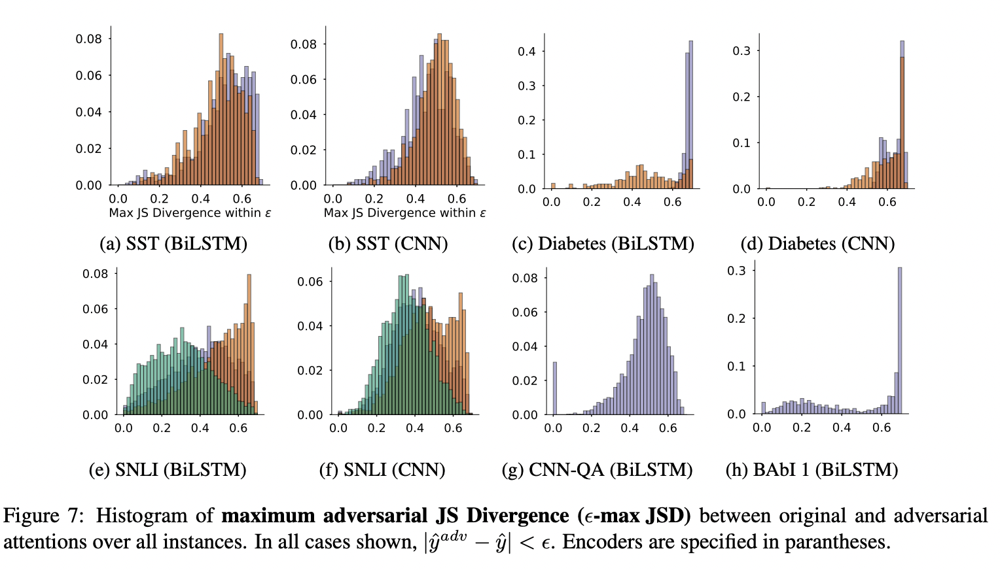 0.08
0.06
0.04
0.02
0.00
0.0 0.2 0.4 0.6
Max JS Divergence within ε
(a) SST (BiLSTM)
0.08
0.06
0.04
0.02
0.00
0.0 0.2 0.4 0.6
Max JS Divergence within ε
(b) SST (CNN)
0.4
0.3
0.2
0.1
0.0
0.0 0.2 0.4 0.6
(c) Diabetes (BiLSTM)
0.3
0.2
0.1
0.0
0.0 0.2 0.4 0.6
(d) Diabetes (CNN)
0.08
0.06
0.04
0.02
0.00
0.0 0.2 0.4 0.6
(e) SNLI (BiLSTM)
0.06
0.04
0.02
0.00
0.0 0.2 0.4 0.6
(f) SNLI (CNN)
0.08
0.06
0.04
0.02
0.00
0.0 0.2 0.4 0.6
(g) CNN-QA (BiLSTM)
0.3
0.2
0.1
0.0
0.0 0.2 0.4 0.6
(h) BAbI 1 (BiLSTM)
Figure 7: Histogram of maximum adversarial JS Divergence (ϵ-max JSD) between original and adversarial
attentions over all instances. In all cases shown, |ŷ^adv − ŷ| < ϵ. Encoders are specified in parantheses.